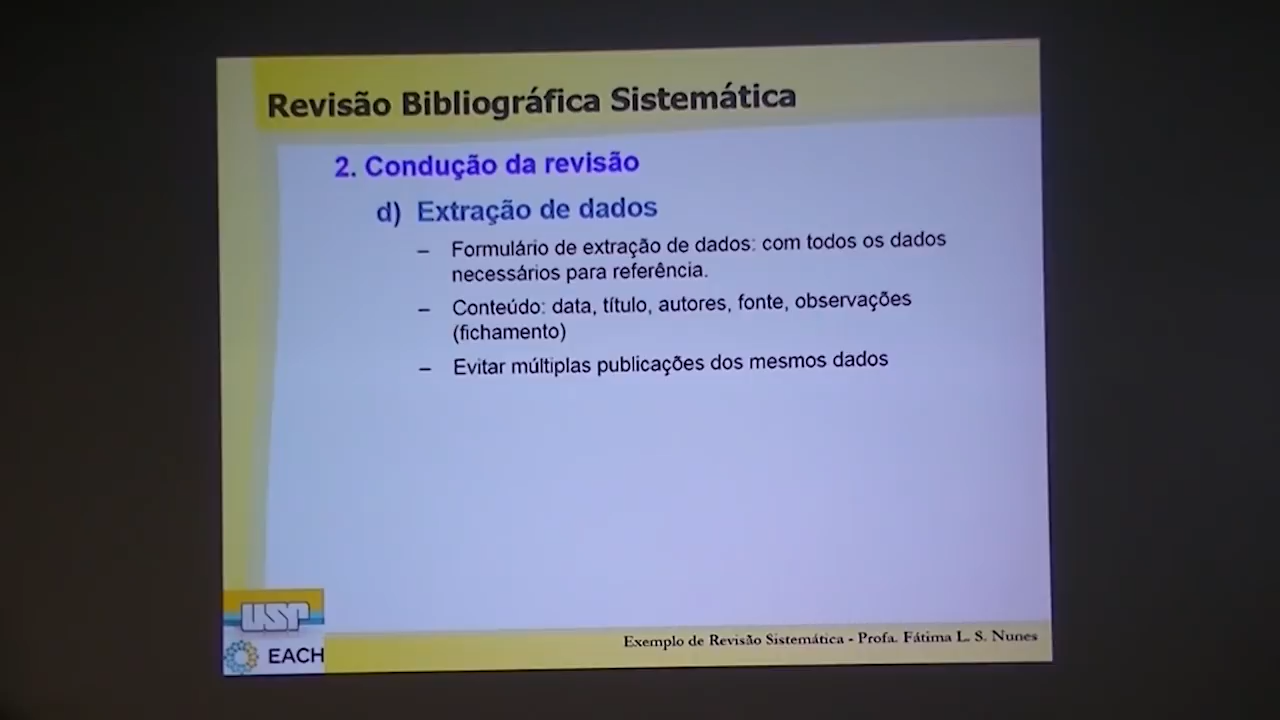 Revisão Bibliográfica Sistemática
2. Condução da revisão
d) Extração de dados
– Formulário de extração de dados: com todos os dados
necessários para referência.
– Conteúdo: data, título, autores, fonte, observações
(fichamento)
– Evitar múltiplas publicações dos mesmos dados
USP
EACH
Exemplo de Revisão Sistemática - Profa. Fátima L. S. Nunes